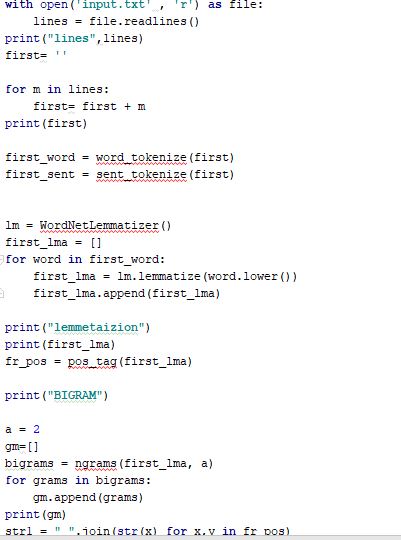 with open('input.txt' , 'r') as file:
    lines = file.readlines()
print("lines",lines)
first= ''
for m in lines:
    first= first + m
print(first)
first_word = word_tokenize(first)
first_sent = sent_tokenize(first)
lm = WordNetLemmatizer()
first_lma = []
for word in first_word:
    first_lma = lm.lemmatize(word.lower())
    first_lma.append(first_lma)
print("lemmetaizion")
print(first_lma)
fr_pos = pos_tag(first_lma)
print("BIGRAM")
a = 2
gm=[]
bigrams = ngrams(first_lma, a)
for grams in bigrams:
    gm.append(grams)
print(gm)
str1 = " ".join(str(x) for x,y in fr_pos)